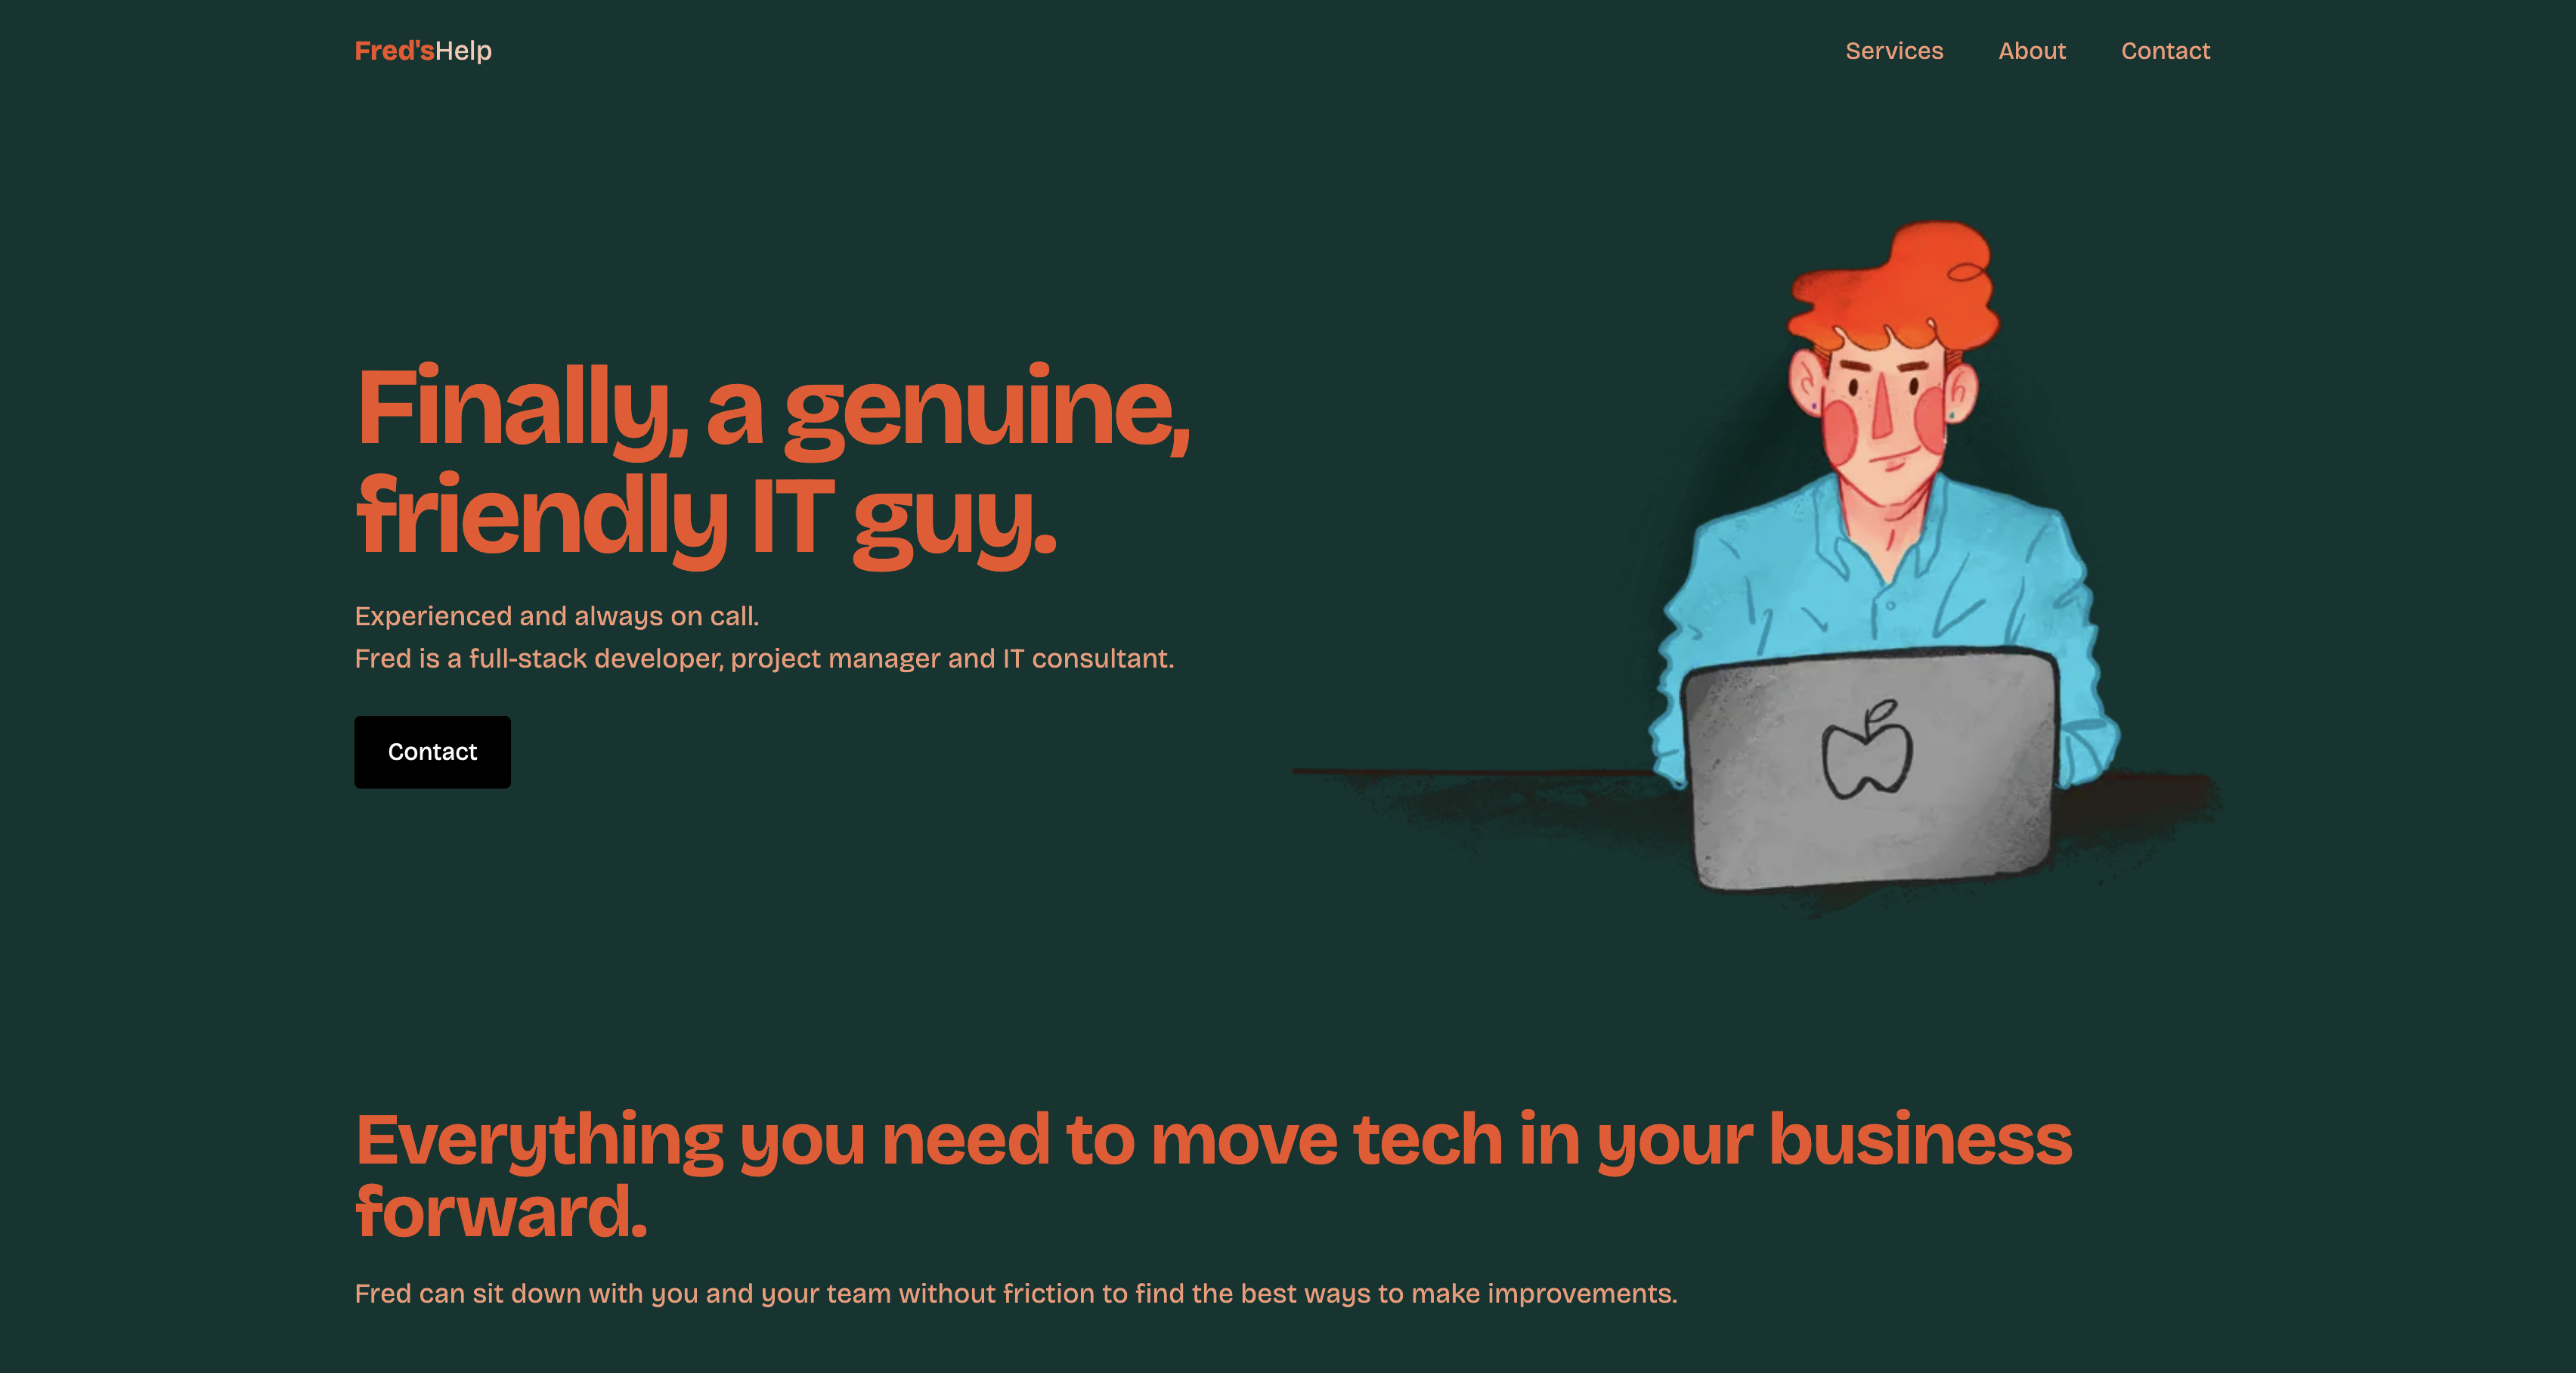 Fred'sHelp
Services About Contact
Finally, a genuine,
friendly IT guy.
Experienced and always on call.
Fred is a full-stack developer, project manager and IT consultant.
Contact
Everything you need to move tech in your business
forward.
Fred can sit down with you and your team without friction to find the best ways to make improvements.